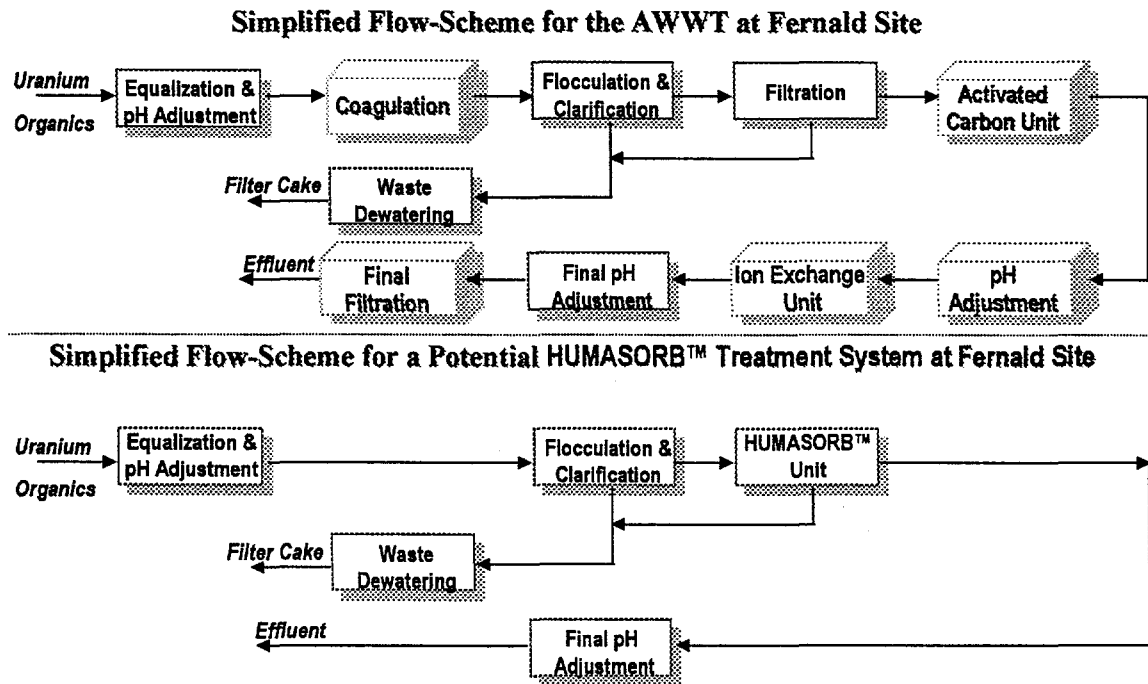 Simplified Flow-Scheme for the AWWT at Fernald Site
Uranium
Organics
Equalization &
pH Adjustment
Coagulation
Flocculation &
Clarification
Filtration
Activated
Carbon Unit
Filter Cake
Waste
Dewatering
Effluent
Final
Filtration
Final pH
Adjustment
Ion Exchange
Unit
pH
Adjustment
Simplified Flow-Scheme for a Potential HUMASORB™ Treatment System at Fernald Site
Uranium
Organics
Equalization &
pH Adjustment
Flocculation &
Clarification
HUMASORB™
Unit
Filter Cake
Waste
Dewatering
Effluent
Final pH
Adjustment